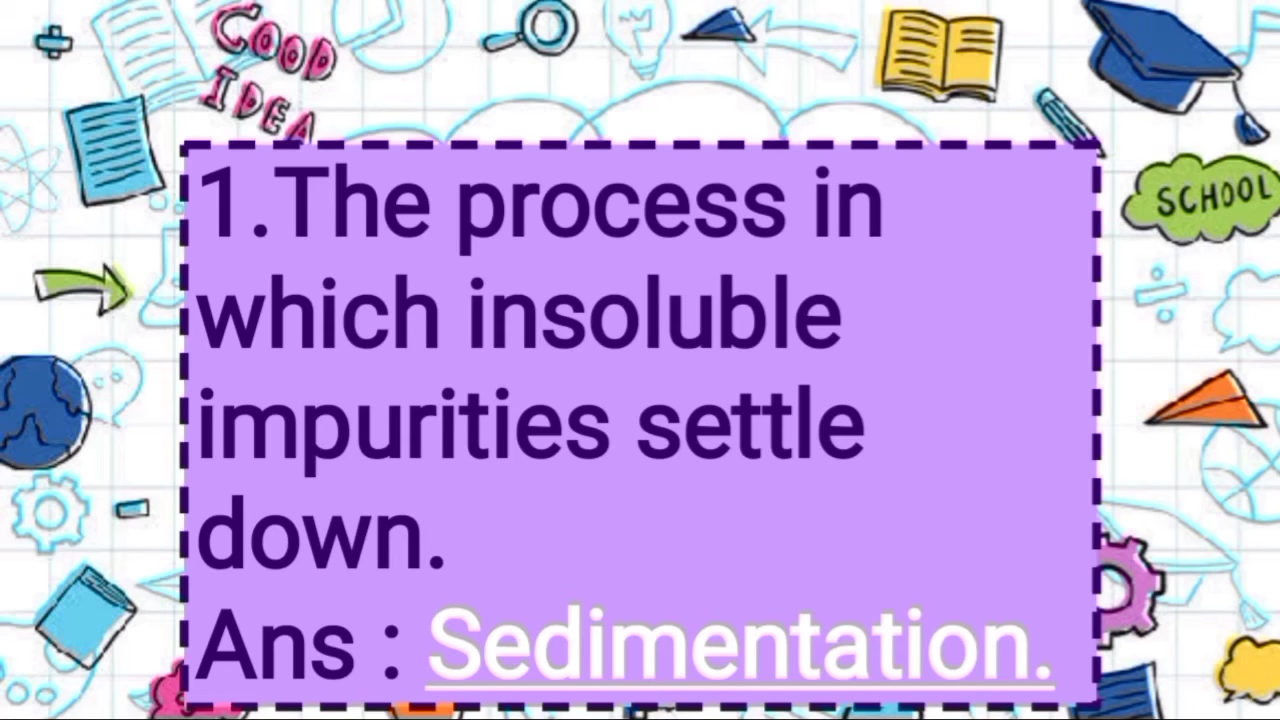 GOOD
IDEA
SCHOOL
1.The process in
which insoluble
impurities settle
down.
Ans : Sedimentation.